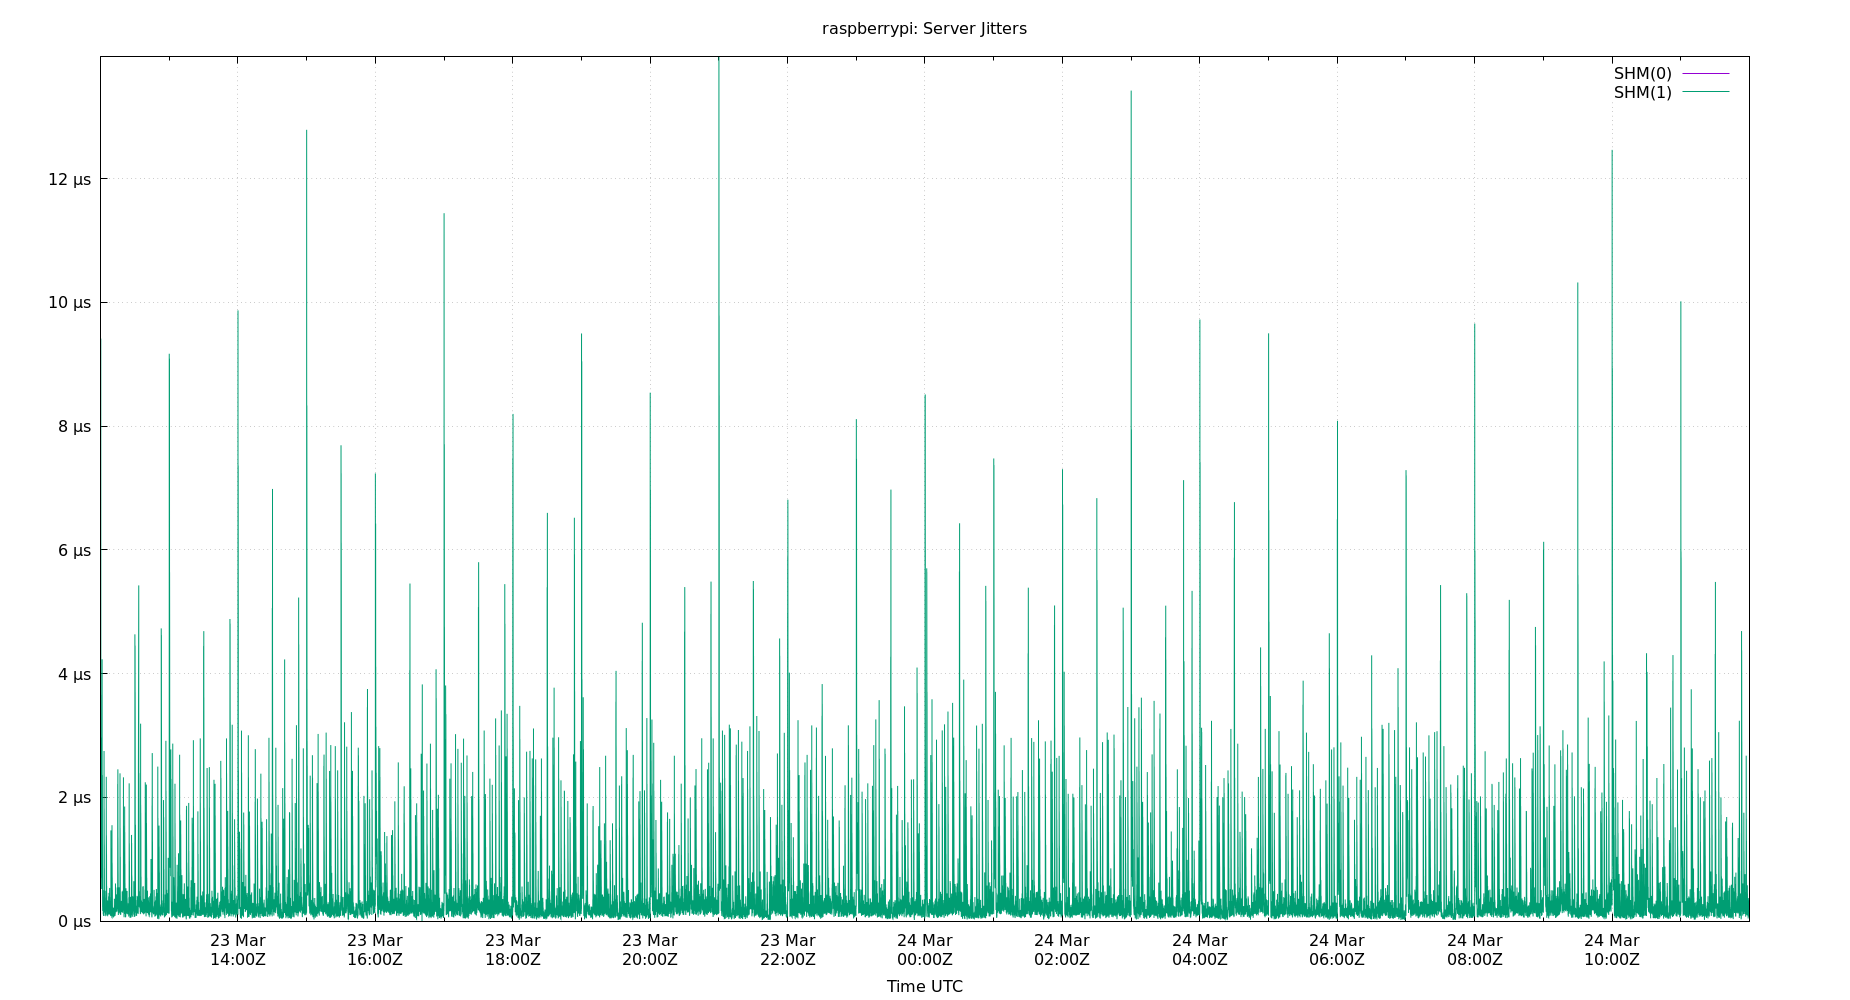 raspberrypi: Server Jitters
SHM(0)
SHM(1)
12 µs
10 µs
8 µs
6 µs
4 µs
2 µs
0 µs
23 Mar 23 Mar 23 Mar 23 Mar 23 Mar 24 Mar 24 Mar 24 Mar 24 Mar 24 Mar 24 Mar
14:00Z 16:00Z 18:00Z 20:00Z 22:00Z 00:00Z 02:00Z 04:00Z 06:00Z 08:00Z 10:00Z
Time UTC